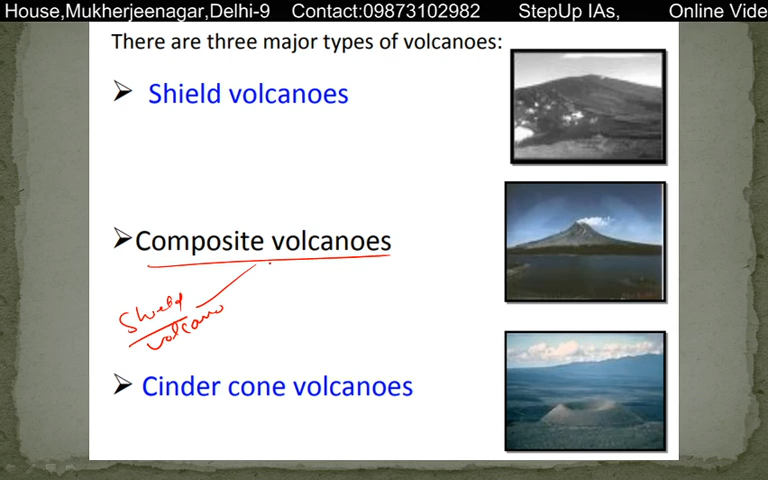 House,Mukherjeenagar,Delhi-9 Contact:09873102982 StepUp IAs, Online Vide
There are three major types of volcanoes:
➢ Shield volcanoes
➢ Composite volcanoes
Shield
volcano
➢ Cinder cone volcanoes